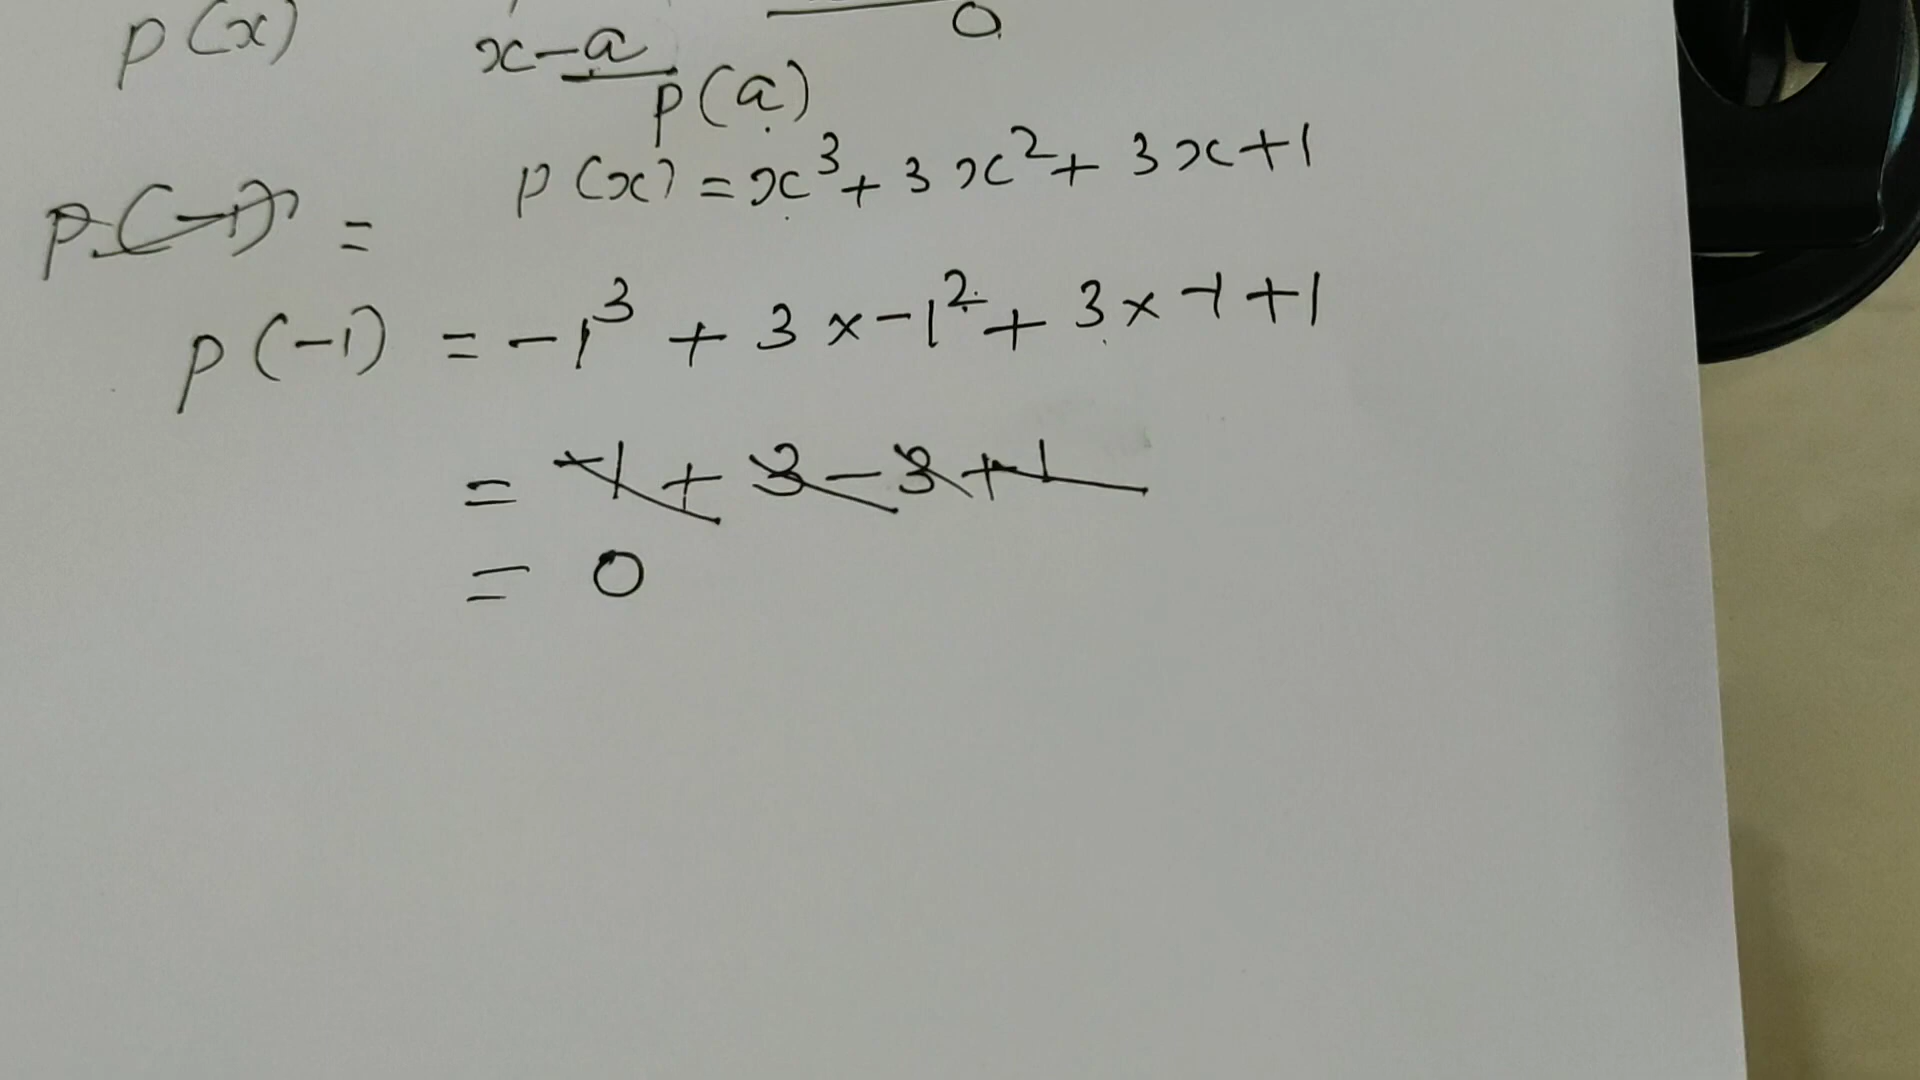 p(x) x-a 0
p(a)
p(x) = x³ + 3x² + 3x + 1
p(-1) =
p(-1) = -1³ + 3 × -1² + 3 × -1 + 1
= -1 + 3 - 3 + 1
= 0